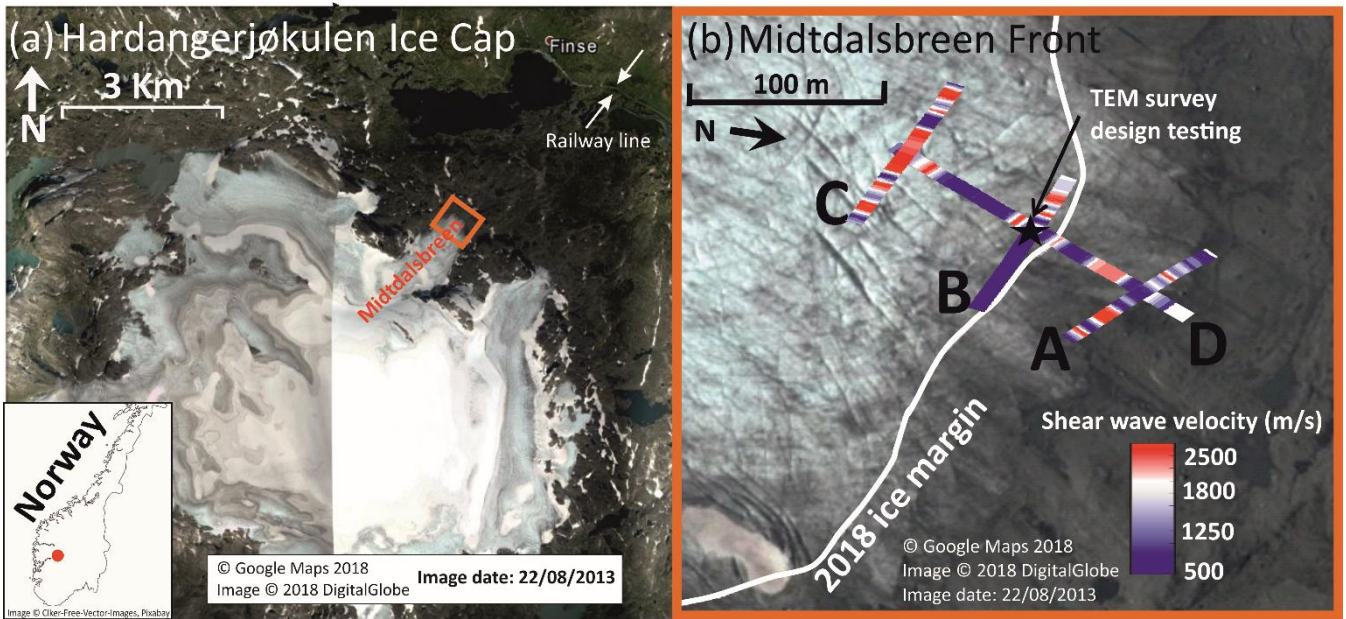 (a) Hardangerjøkulen Ice Cap
Finse
3 Km
N
Railway line
Midtdalsbreen
Norway
Image © Clker-Free-Vector-Images, Pixabay
© Google Maps 2018
Image © 2018 DigitalGlobe
Image date: 22/08/2013
(b) Midtdalsbreen Front
100 m
N
TEM survey
design testing
C
B
A
D
2018 ice margin
Shear wave velocity (m/s)
2500
1800
1250
500
© Google Maps 2018
Image © 2018 DigitalGlobe
Image date: 22/08/2013